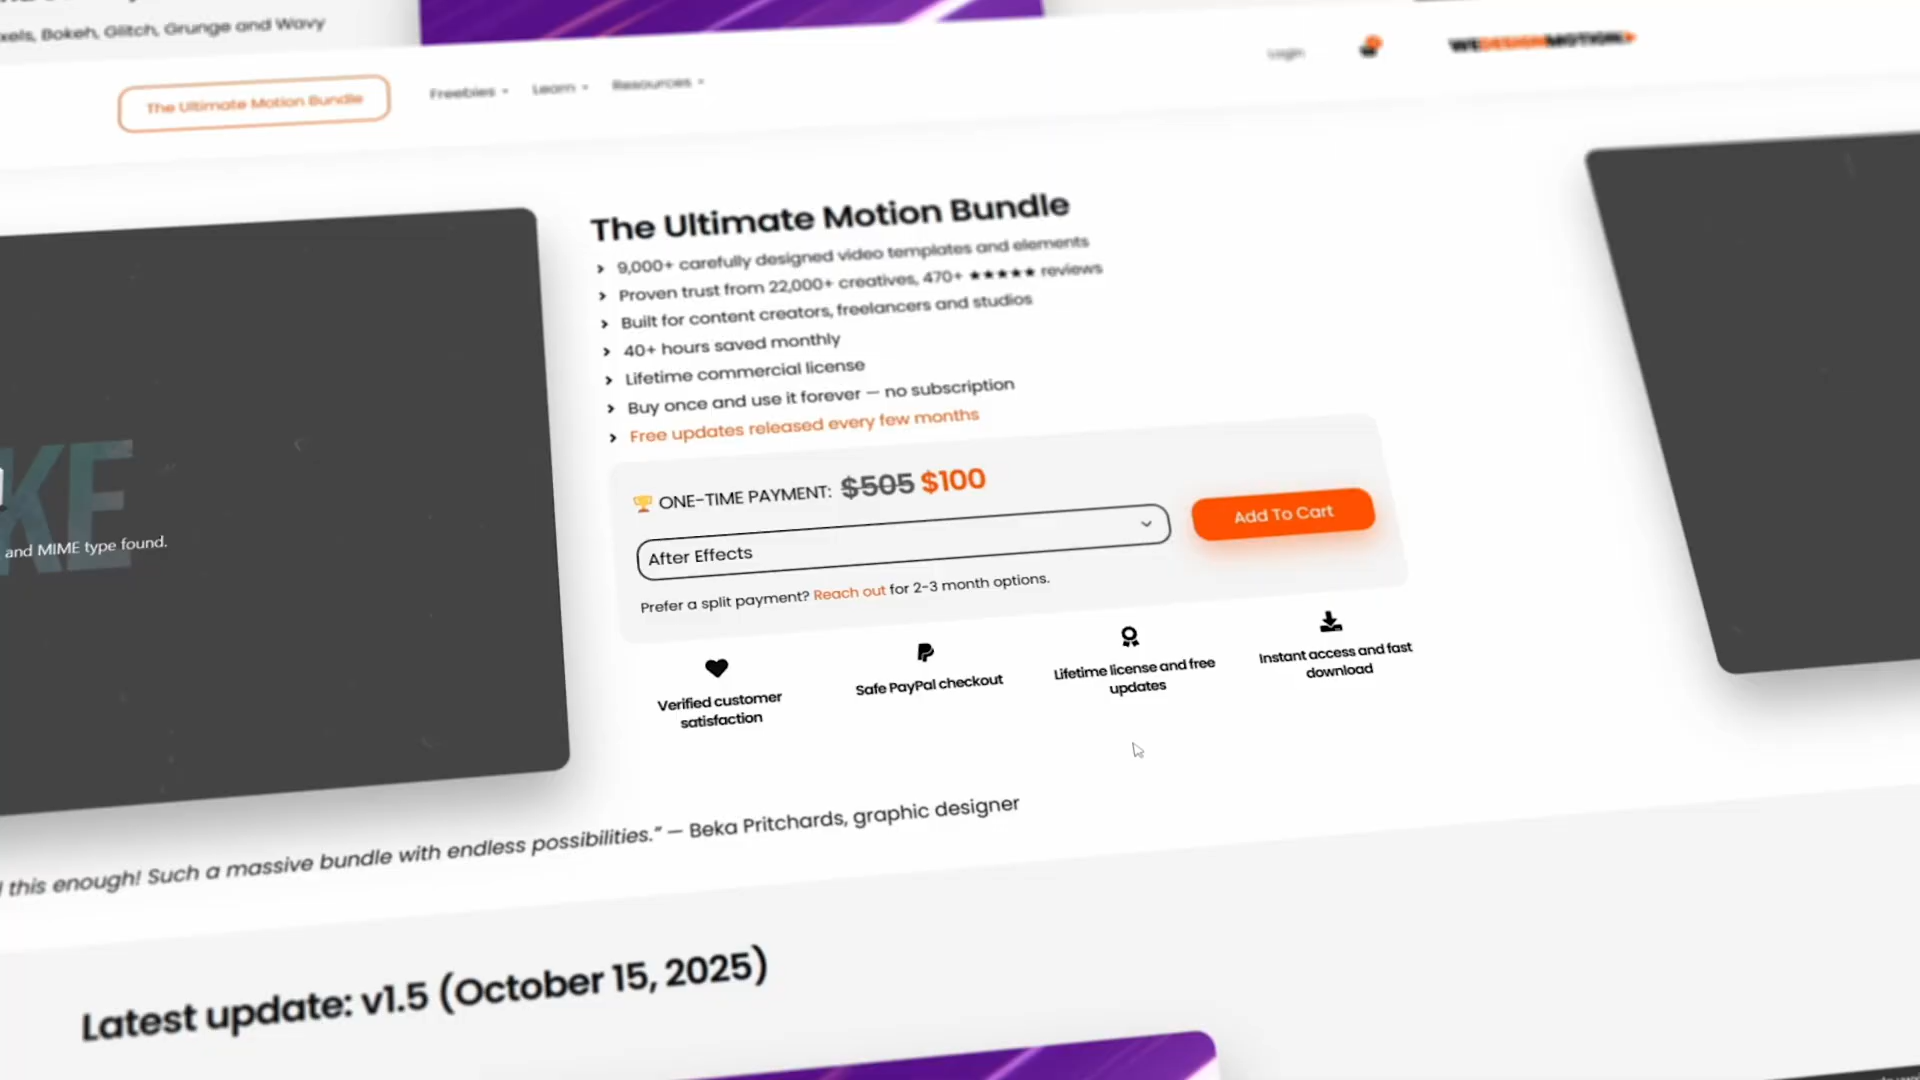 Bokeh, Glitch, Grunge and Wavy
The Ultimate Motion Bundle
Freebies
Learn
Resources
Login
WEDESIGNMOTION
The Ultimate Motion Bundle
9,000+ carefully designed video templates and elements
Proven trust from 22,000+ creatives, 470+ ★★★★★ reviews
Built for content creators, freelancers and studios
40+ hours saved monthly
Lifetime commercial license
Buy once and use it forever — no subscription
Free updates released every few months
🏆 ONE-TIME PAYMENT: $505 $100
After Effects
Add To Cart
Prefer a split payment? Reach out for 2-3 month options.
Verified customer
satisfaction
Safe PayPal checkout
Lifetime license and free
updates
Instant access and fast
download
KE
and MIME type found.
this enough! Such a massive bundle with endless possibilities.” — Beka Pritchards, graphic designer
Latest update: v1.5 (October 15, 2025)